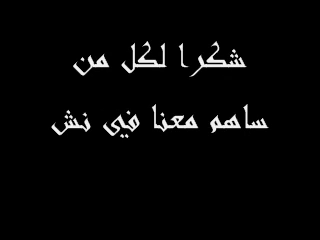 شكرا لكل من
ساهم معنا في نش